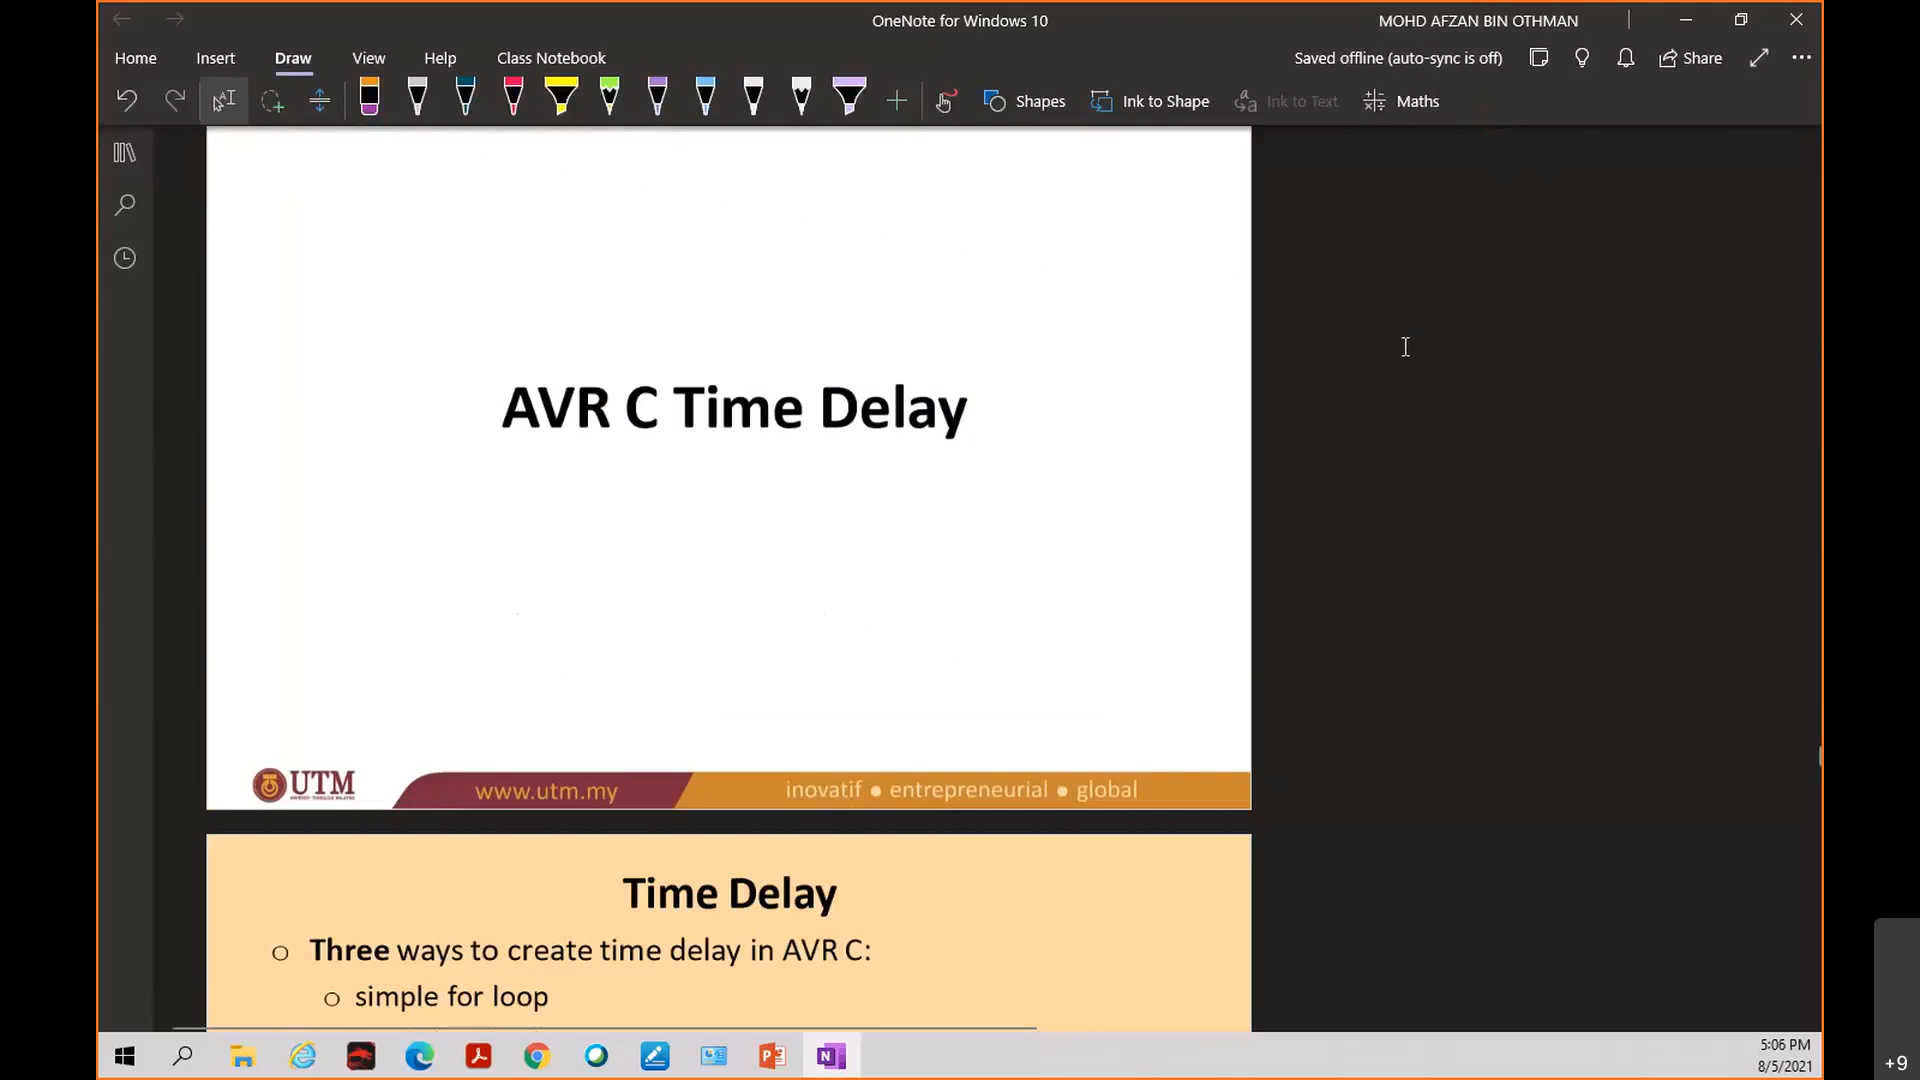 OneNote for Windows 10
MOHD AFZAN BIN OTHMAN
Home Insert Draw View Help Class Notebook
Saved offline (auto-sync is off) Share
Shapes Ink to Shape Ink to Text Maths
AVR C Time Delay
UTM
UNIVERSITI TEKNOLOGI MALAYSIA
www.utm.my
inovatif ● entrepreneurial ● global
Time Delay
o Three ways to create time delay in AVR C:
o simple for loop
5:06 PM
8/5/2021
+9